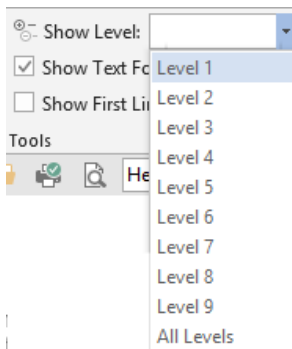 Show Level:
Show Text Fo
Level 1
Show First Li
Level 2
Level 3
Tools
Level 4
He
Level 5
Level 6
Level 7
Level 8
Level 9
All Levels